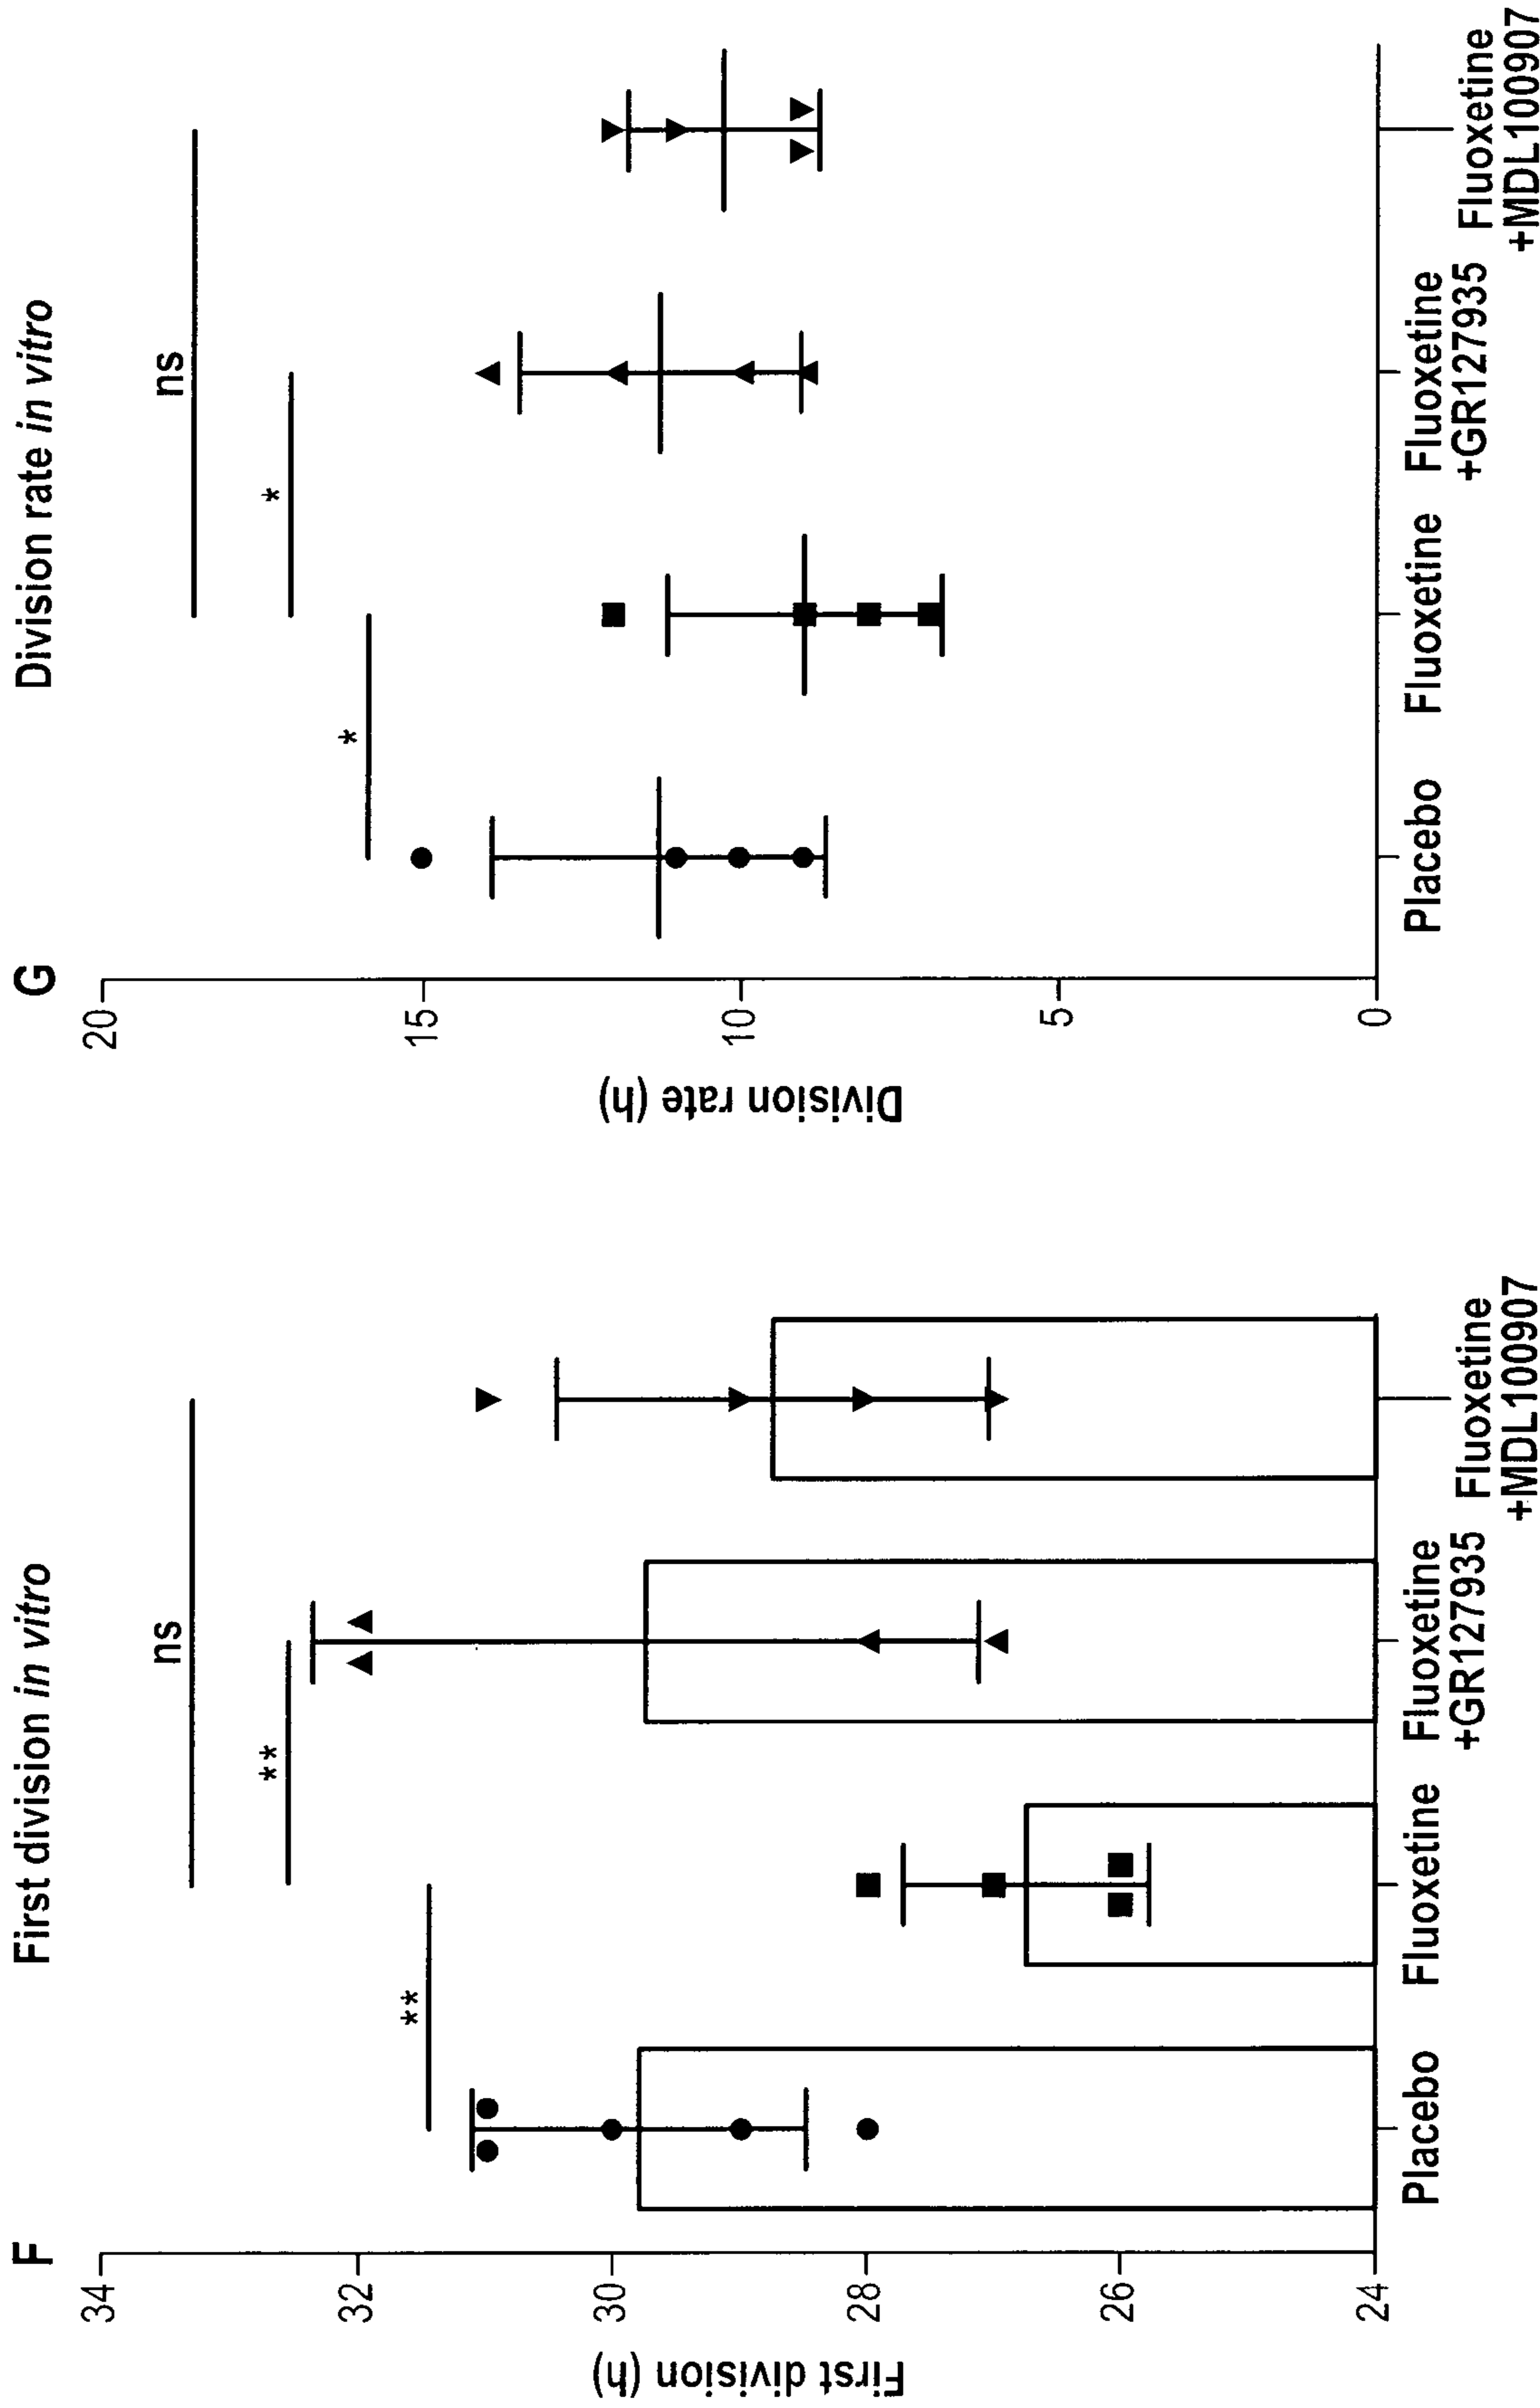 F
First division in vitro
ns
**
**
First division (h)
34
32
30
28
26
24
Placebo
Fluoxetine
Fluoxetine
+GR127935
Fluoxetine
+MDL100907
G
Division rate in vitro
ns
*
*
Division rate (h)
20
15
10
5
0
Placebo
Fluoxetine
Fluoxetine
+GR127935
Fluoxetine
+MDL100907